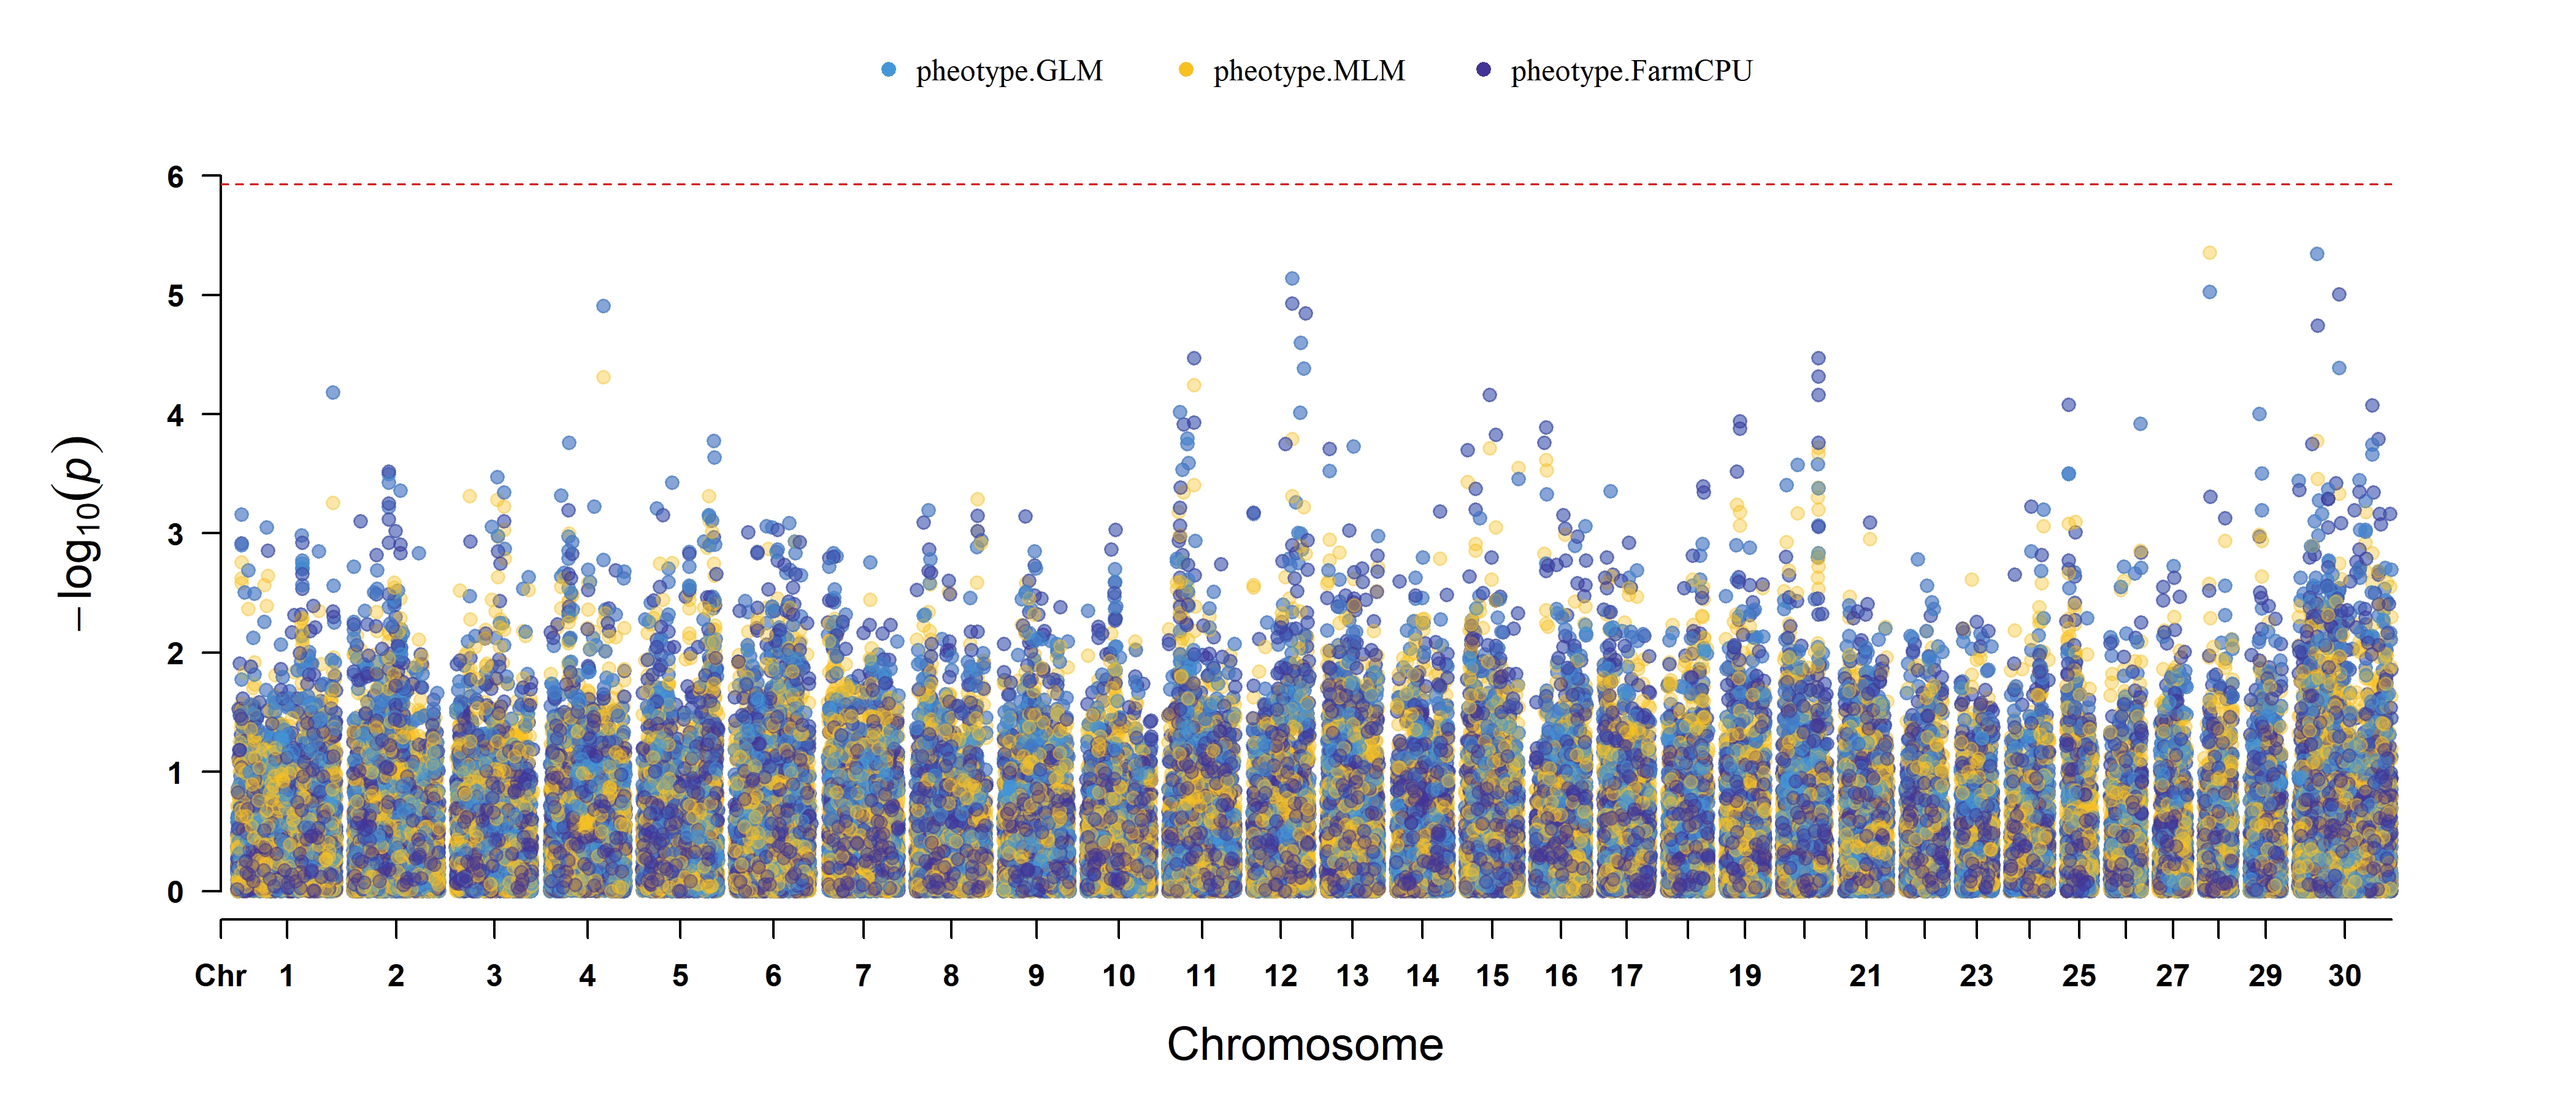 pheotype.GLM pheotype.MLM pheotype.FarmCPU
6
5
4
3
2
1
0
−log10(p)
Chr 1 2 3 4 5 6 7 8 9 10 11 12 13 14 15 16 17 19 21 23 25 27 29 30
Chromosome